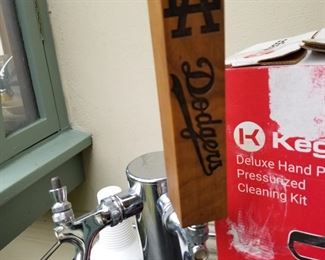 LA
Dodgers
K Keg
Deluxe Hand P
Pressurized
Cleaning Kit